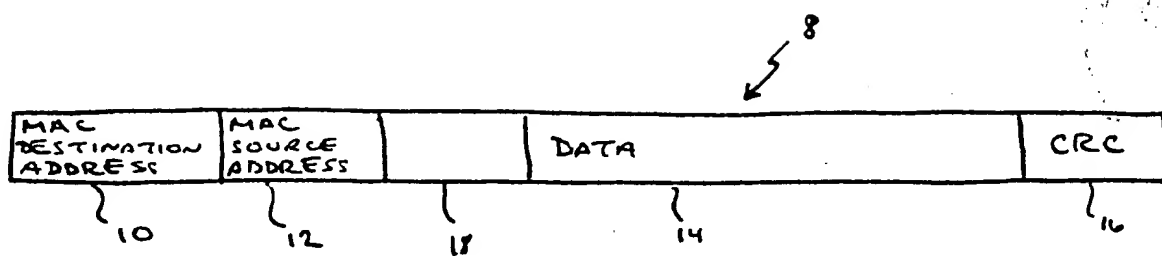 8
MAC
DESTINATION
ADDRESS
MAC
SOURCE
ADDRESS
DATA
CRC
10
12
18
14
16